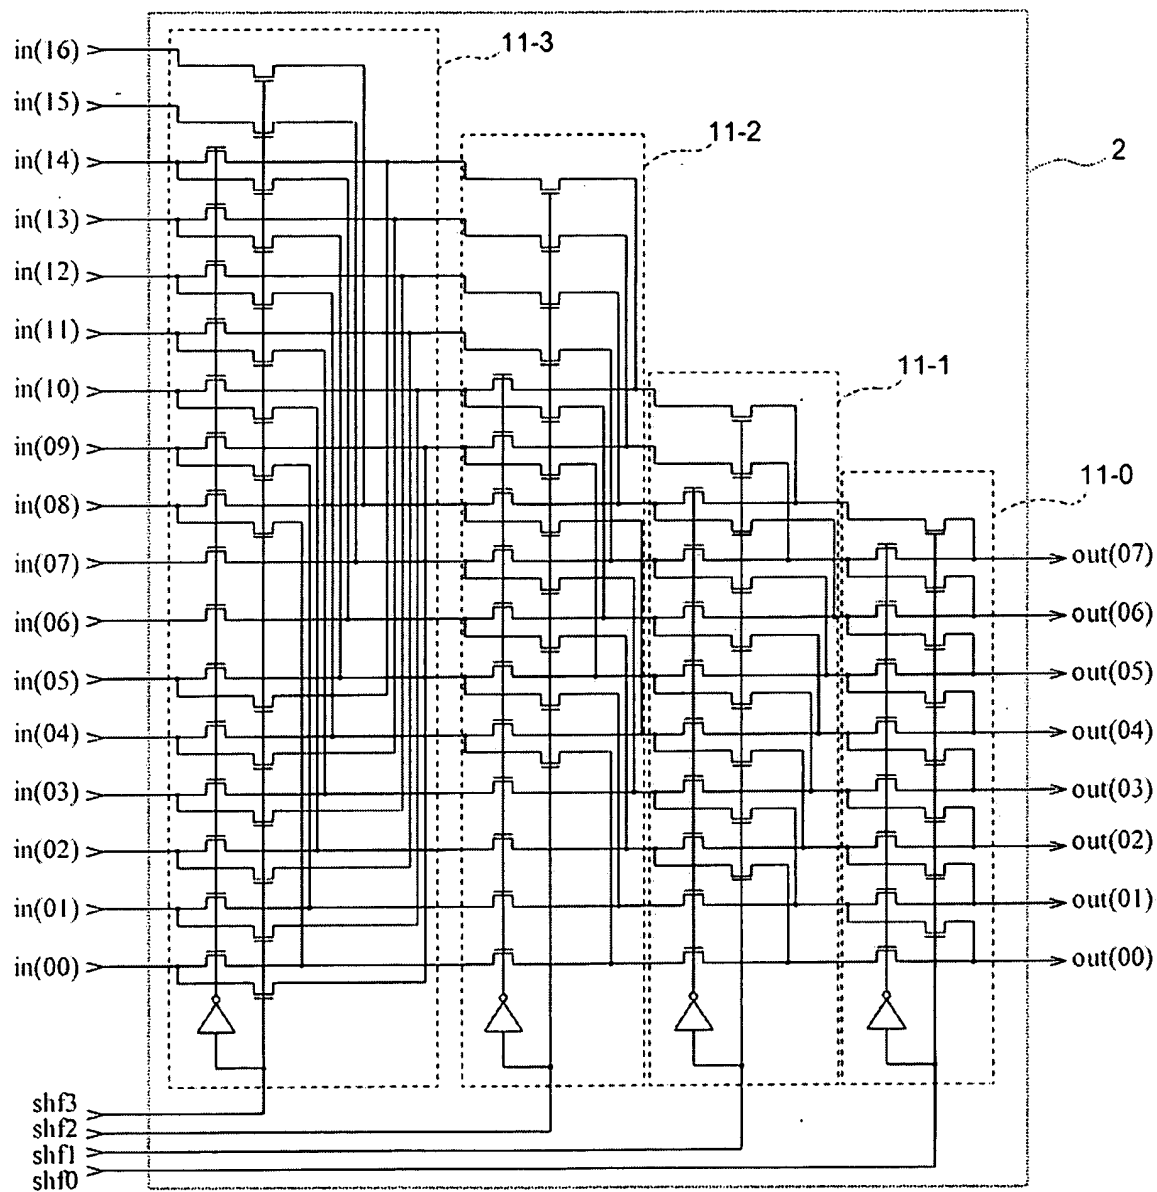 in(16)
11-3
in(15)
11-2
in(14)
2
in(13)
in(12)
in(11)
11-1
in(10)
in(09)
11-0
in(08)
in(07)
out(07)
in(06)
out(06)
in(05)
out(05)
in(04)
out(04)
in(03)
out(03)
in(02)
out(02)
in(01)
out(01)
in(00)
out(00)
shf3
shf2
shf1
shf0